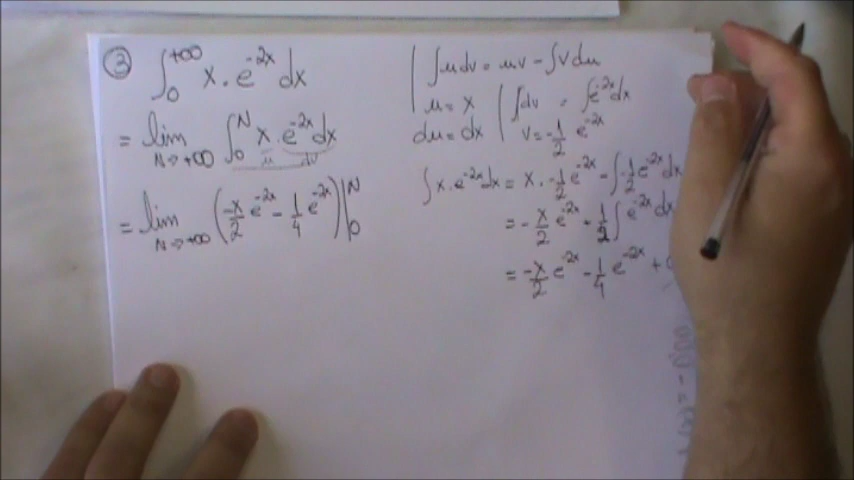 ③ ∫₀^{+∞} x · e^{-2x} dx
= lim_{N→+∞} ∫₀^N x · e^{-2x} dx
u dv
= lim_{N→+∞} (-x/2 e^{-2x} - 1/4 e^{-2x}) |₀^N
∫u dv = uv - ∫v du
u = x | ∫dv = ∫e^{-2x} dx
du = dx | v = -1/2 e^{-2x}
∫x · e^{-2x} dx = x · -1/2 e^{-2x} - ∫-1/2 e^{-2x} dx
= -x/2 e^{-2x} + 1/2 ∫e^{-2x} dx
= -x/2 e^{-2x} - 1/4 e^{-2x} +